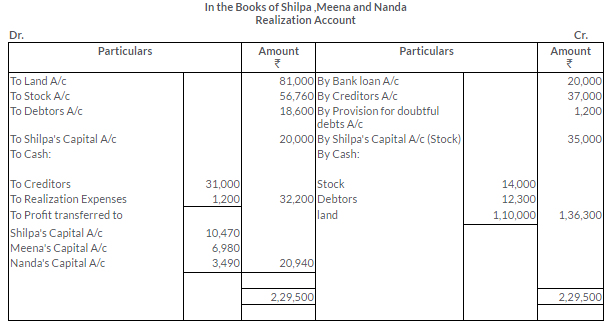 In the Books of Shilpa ,Meena and Nanda
Realization Account
Dr. Cr.
Particulars Amount Particulars Amount
₹ ₹
To Land A/c 81,000 By Bank loan A/c 20,000
To Stock A/c 56,760 By Creditors A/c 37,000
To Debtors A/c 18,600 By Provision for doubtful 1,200
debts A/c
To Shilpa's Capital A/c 20,000 By Shilpa's Capital A/c (Stock) 35,000
To Cash: By Cash:
To Creditors 31,000 Stock 14,000
To Realization Expenses 1,200 32,200 Debtors 12,300
To Profit transferred to land 1,10,000 1,36,300
Shilpa's Capital A/c 10,470
Meena's Capital A/c 6,980
Nanda's Capital A/c 3,490 20,940
2,29,500 2,29,500